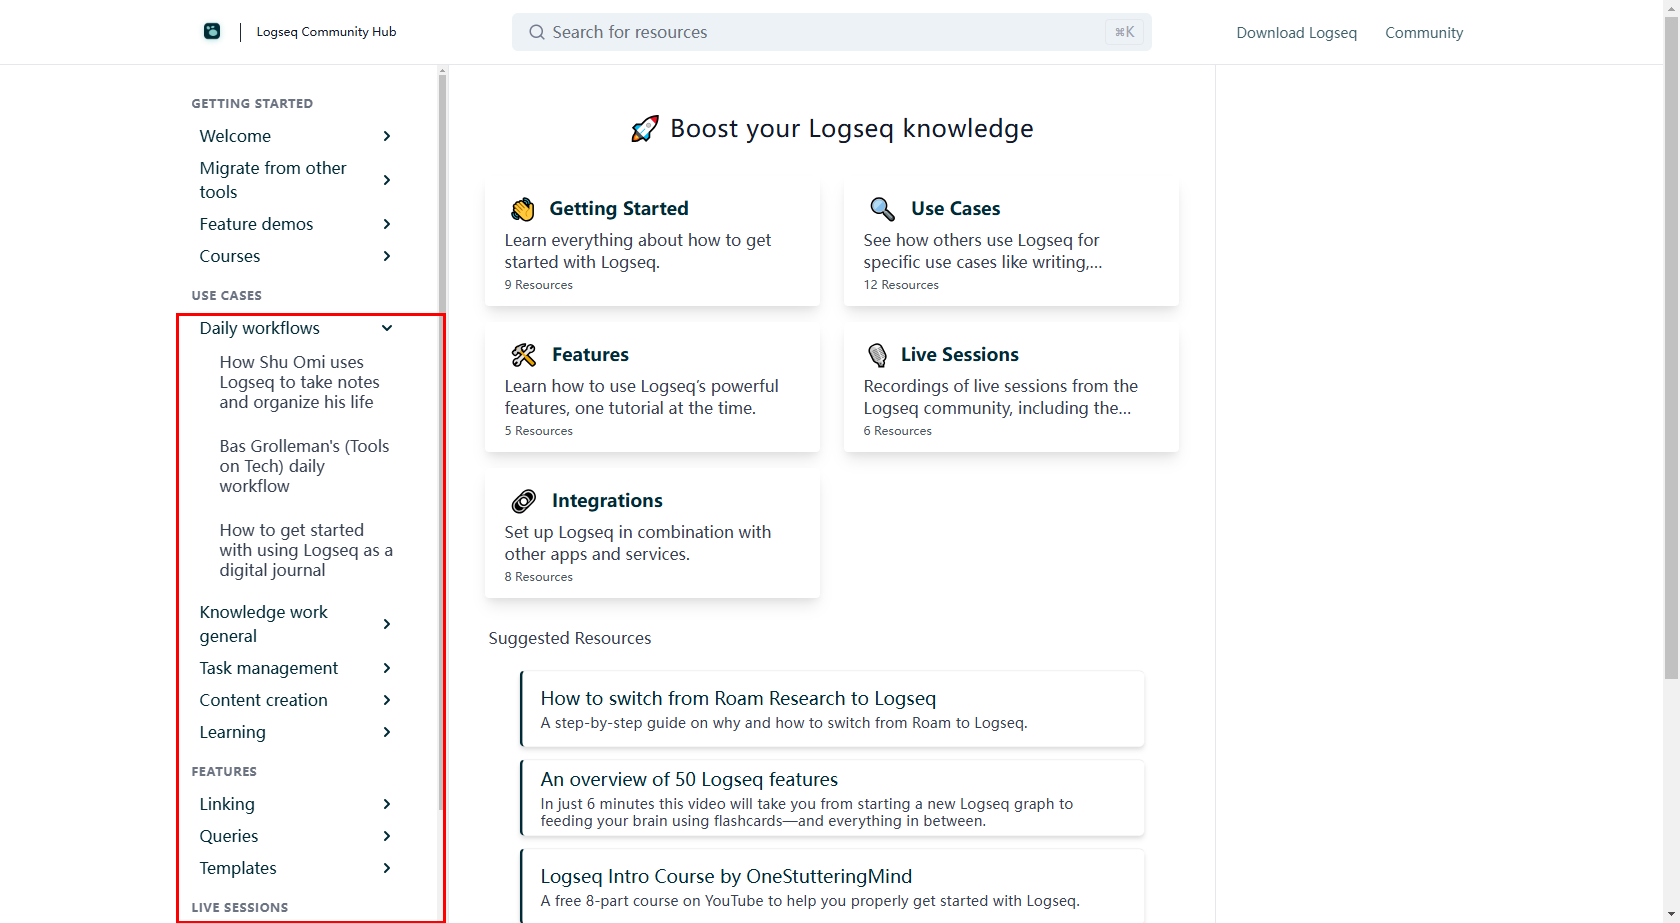 Logseq Community Hub
Search for resources
⌘K
Download Logseq
Community
GETTING STARTED
Welcome
Migrate from other
tools
Feature demos
Courses
USE CASES
Daily workflows
How Shu Omi uses
Logseq to take notes
and organize his life
Bas Grolleman's (Tools
on Tech) daily
workflow
How to get started
with using Logseq as a
digital journal
Knowledge work
general
Task management
Content creation
Learning
FEATURES
Linking
Queries
Templates
LIVE SESSIONS
Boost your Logseq knowledge
Getting Started
Learn everything about how to get
started with Logseq.
9 Resources
Use Cases
See how others use Logseq for
specific use cases like writing,...
12 Resources
Features
Learn how to use Logseq’s powerful
features, one tutorial at the time.
5 Resources
Live Sessions
Recordings of live sessions from the
Logseq community, including the...
6 Resources
Integrations
Set up Logseq in combination with
other apps and services.
8 Resources
Suggested Resources
How to switch from Roam Research to Logseq
A step-by-step guide on why and how to switch from Roam to Logseq.
An overview of 50 Logseq features
In just 6 minutes this video will take you from starting a new Logseq graph to
feeding your brain using flashcards—and everything in between.
Logseq Intro Course by OneStutteringMind
A free 8-part course on YouTube to help you properly get started with Logseq.